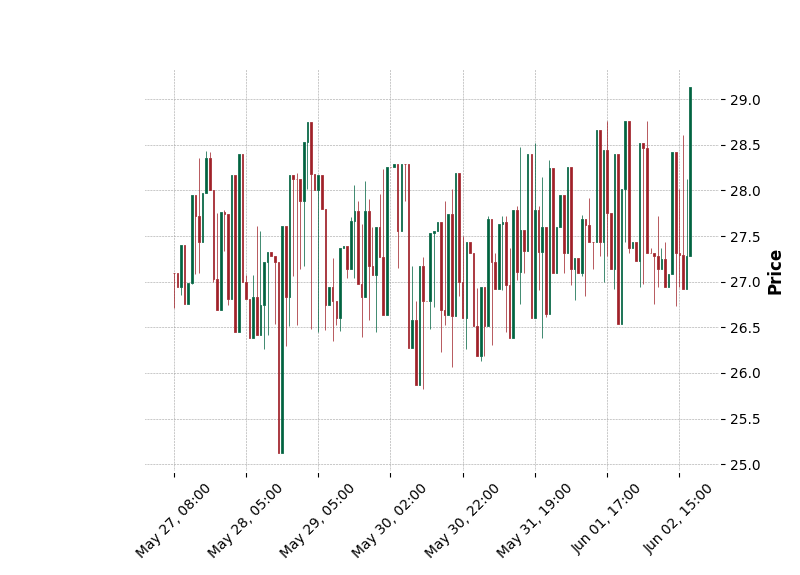 29.0
28.5
28.0
27.5
27.0
26.5
26.0
25.5
25.0
Price
May 27, 08:00
May 28, 05:00
May 29, 05:00
May 30, 02:00
May 30, 22:00
May 31, 19:00
Jun 01, 17:00
Jun 02, 15:00